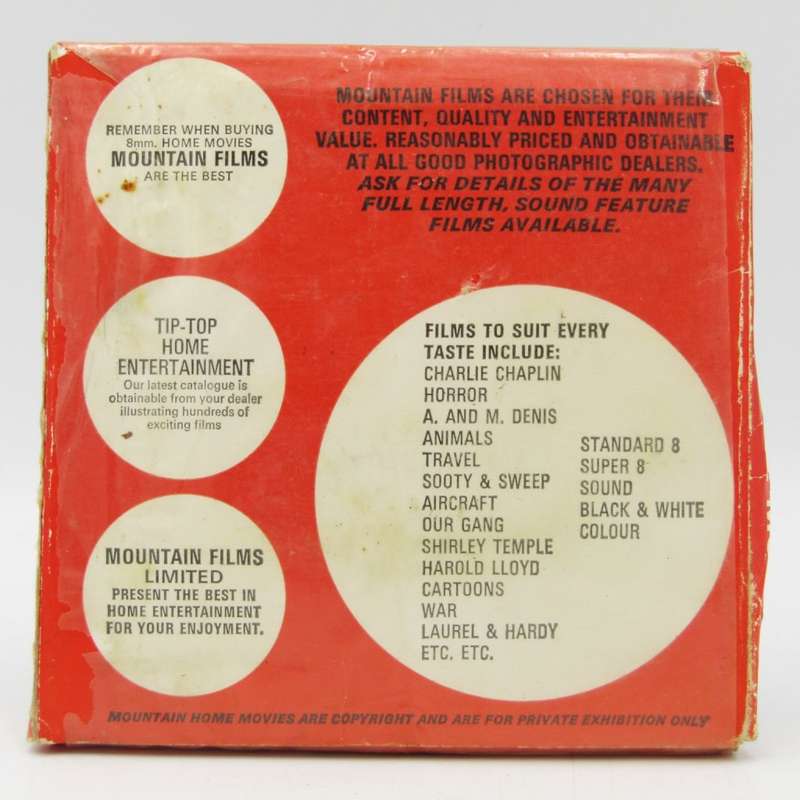 REMEMBER WHEN BUYING
8mm. HOME MOVIES
MOUNTAIN FILMS
ARE THE BEST
MOUNTAIN FILMS ARE CHOSEN FOR THEIR
CONTENT, QUALITY AND ENTERTAINMENT
VALUE. REASONABLY PRICED AND OBTAINABLE
AT ALL GOOD PHOTOGRAPHIC DEALERS.
ASK FOR DETAILS OF THE MANY
FULL LENGTH, SOUND FEATURE
FILMS AVAILABLE.
TIP-TOP
HOME
ENTERTAINMENT
Our latest catalogue is
obtainable from your dealer
illustrating hundreds of
exciting films
MOUNTAIN FILMS
LIMITED
PRESENT THE BEST IN
HOME ENTERTAINMENT
FOR YOUR ENJOYMENT.
FILMS TO SUIT EVERY
TASTE INCLUDE:
CHARLIE CHAPLIN
HORROR
A. AND M. DENIS
ANIMALS
TRAVEL
SOOTY & SWEEP
AIRCRAFT
OUR GANG
SHIRLEY TEMPLE
HAROLD LLOYD
CARTOONS
WAR
LAUREL & HARDY
ETC. ETC.
STANDARD 8
SUPER 8
SOUND
BLACK & WHITE
COLOUR
MOUNTAIN HOME MOVIES ARE COPYRIGHT AND ARE FOR PRIVATE EXHIBITION ONLY